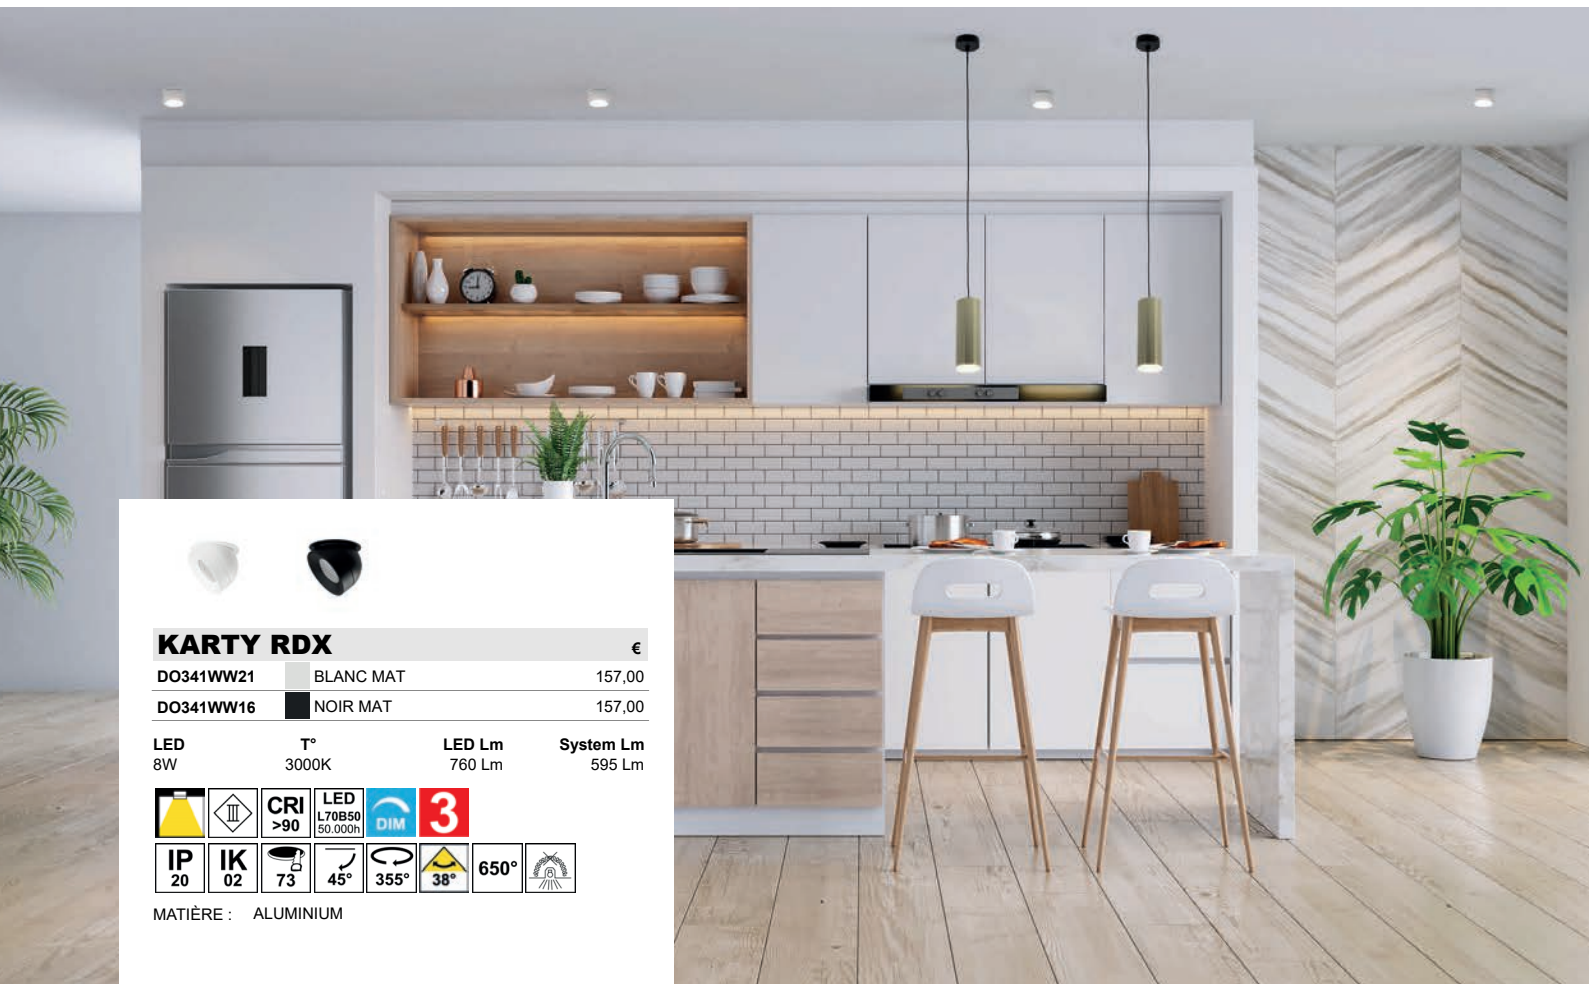 KARTY RDX €
DO341WW21 BLANC MAT 157,00
DO341WW16 NOIR MAT 157,00
LED T° LED Lm System Lm
8W 3000K 760 Lm 595 Lm
III CRI >90 LED L70B50 50.000h DIM 3
IP 20 IK 02 73 45° 355° 38° 650°
MATIÈRE : ALUMINIUM